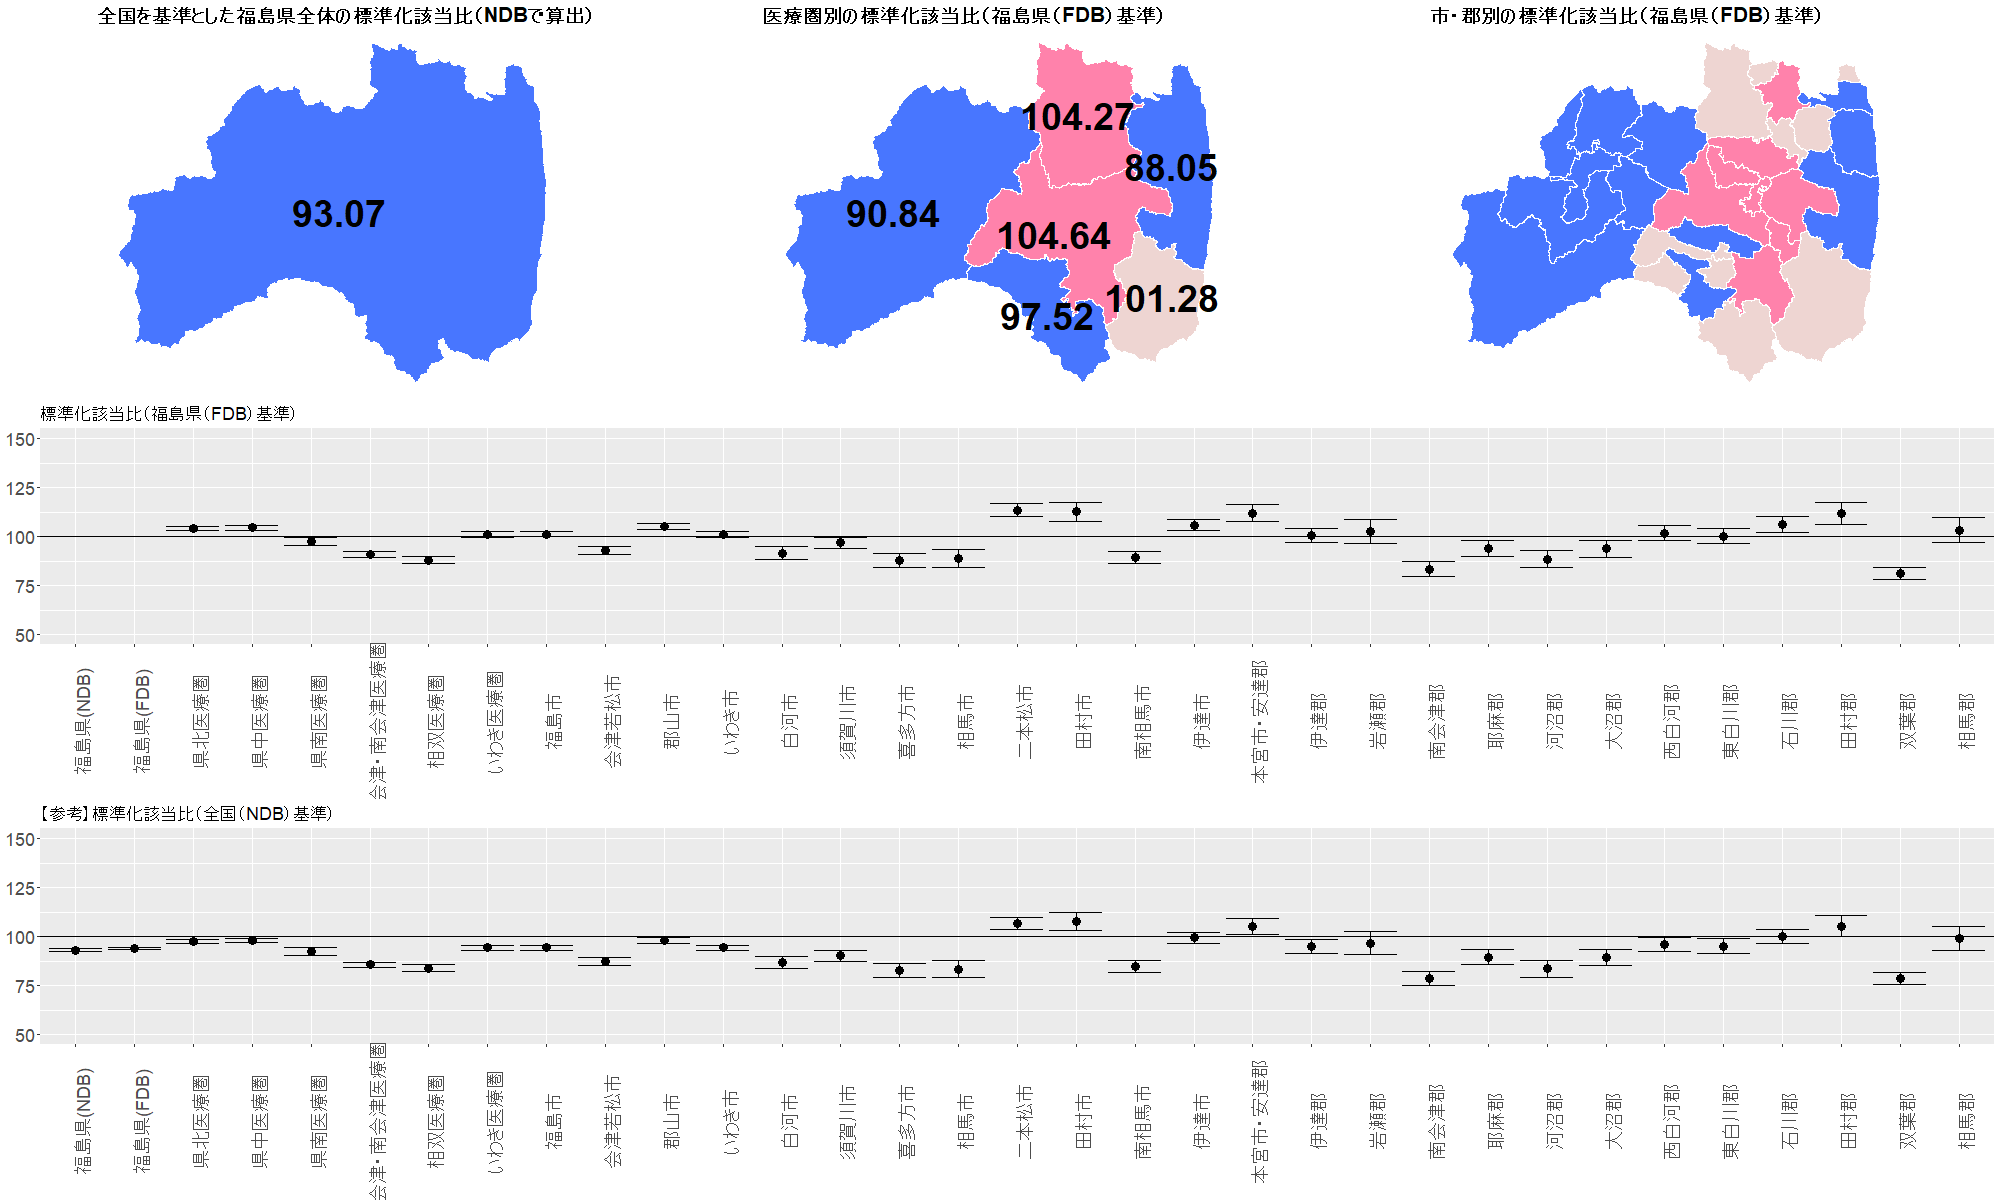 全国を基準とした福島県全体の標準化該当比（NDBで算出）
医療圏別の標準化該当比（福島県（FDB）基準）
市・郡別の標準化該当比（福島県（FDB）基準）
93.07
104.27
88.05
90.84
104.64
101.28
97.52
標準化該当比（福島県（FDB）基準）
150
125
100
75
50
福島県(NDB)
福島県(FDB)
県北医療圏
県中医療圏
県南医療圏
会津・南会津医療圏
相双医療圏
いわき医療圏
福島市
会津若松市
郡山市
いわき市
白河市
須賀川市
喜多方市
相馬市
二本松市
田村市
南相馬市
伊達市
本宮市・安達郡
伊達郡
岩瀬郡
南会津郡
耶麻郡
河沼郡
大沼郡
西白河郡
東白川郡
石川郡
田村郡
双葉郡
相馬郡
【参考】標準化該当比（全国（NDB）基準）
150
125
100
75
50
福島県(NDB)
福島県(FDB)
県北医療圏
県中医療圏
県南医療圏
会津・南会津医療圏
相双医療圏
いわき医療圏
福島市
会津若松市
郡山市
いわき市
白河市
須賀川市
喜多方市
相馬市
二本松市
田村市
南相馬市
伊達市
本宮市・安達郡
伊達郡
岩瀬郡
南会津郡
耶麻郡
河沼郡
大沼郡
西白河郡
東白川郡
石川郡
田村郡
双葉郡
相馬郡